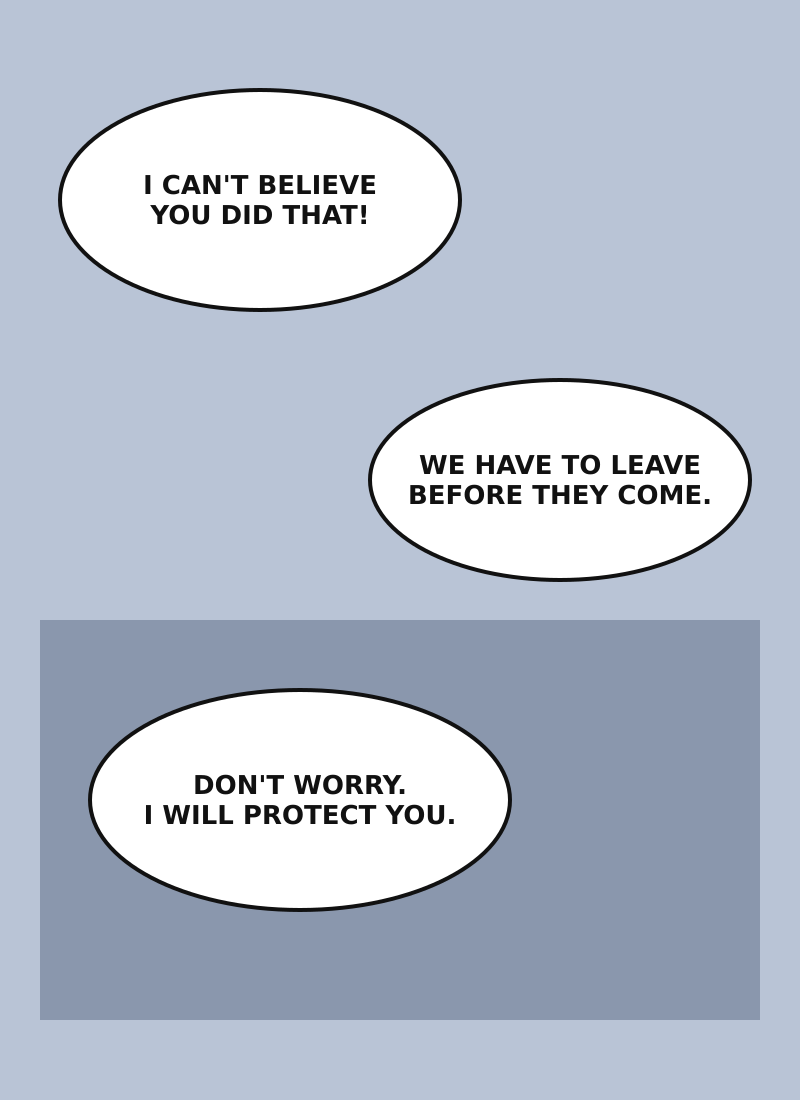 I CAN'T BELIEVE
YOU DID THAT!
WE HAVE TO LEAVE
BEFORE THEY COME.
DON'T WORRY.
I WILL PROTECT YOU.